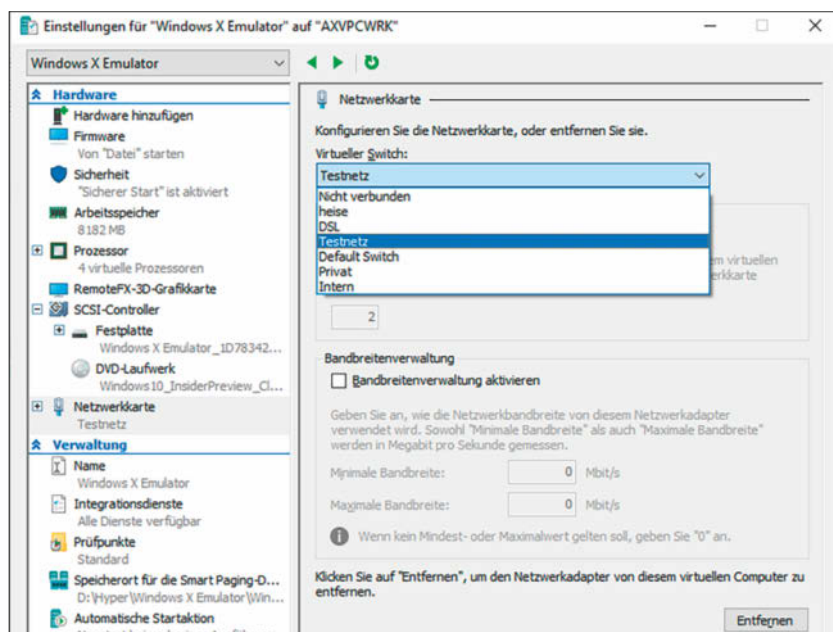 Einstellungen für "Windows X Emulator" auf "AXVPCWRK"
Windows X Emulator
Hardware
Hardware hinzufügen
Firmware
Von "Datei" starten
Sicherheit
"Sicherer Start" ist aktiviert
Arbeitsspeicher
8182 MB
Prozessor
4 virtuelle Prozessoren
RemoteFX-3D-Grafikkarte
SCSI-Controller
Festplatte
Windows X Emulator_1D78342...
DVD-Laufwerk
Windows10_InsiderPreview_Cl...
Netzwerkkarte
Testnetz
Verwaltung
Name
Windows X Emulator
Integrationsdienste
Alle Dienste verfügbar
Prüfpunkte
Standard
Speicherort für die Smart Paging-D...
D:\Hyper\Windows X Emulator\Win...
Automatische Startaktion
Netzwerkkarte
Konfigurieren Sie die Netzwerkkarte, oder entfernen Sie sie.
Virtueller Switch:
Testnetz
Nicht verbunden
heise
DSL
Testnetz
Default Switch
Privat
Intern
virtuellen
2
Bandbreitenverwaltung
Bandbreitenverwaltung aktivieren
Geben Sie an, wie die Netzwerkbandbreite von diesem Netzwerkadapter
verwendet wird. Sowohl "Minimale Bandbreite" als auch "Maximale Bandbreite"
werden in Megabit pro Sekunde gemessen.
Minimale Bandbreite: 0 Mbit/s
Maximale Bandbreite: 0 Mbit/s
Wenn kein Mindest- oder Maximalwert gelten soll, geben Sie "0" an.
Klicken Sie auf "Entfernen", um den Netzwerkadapter von diesem virtuellen Computer zu
entfernen.
Entfernen